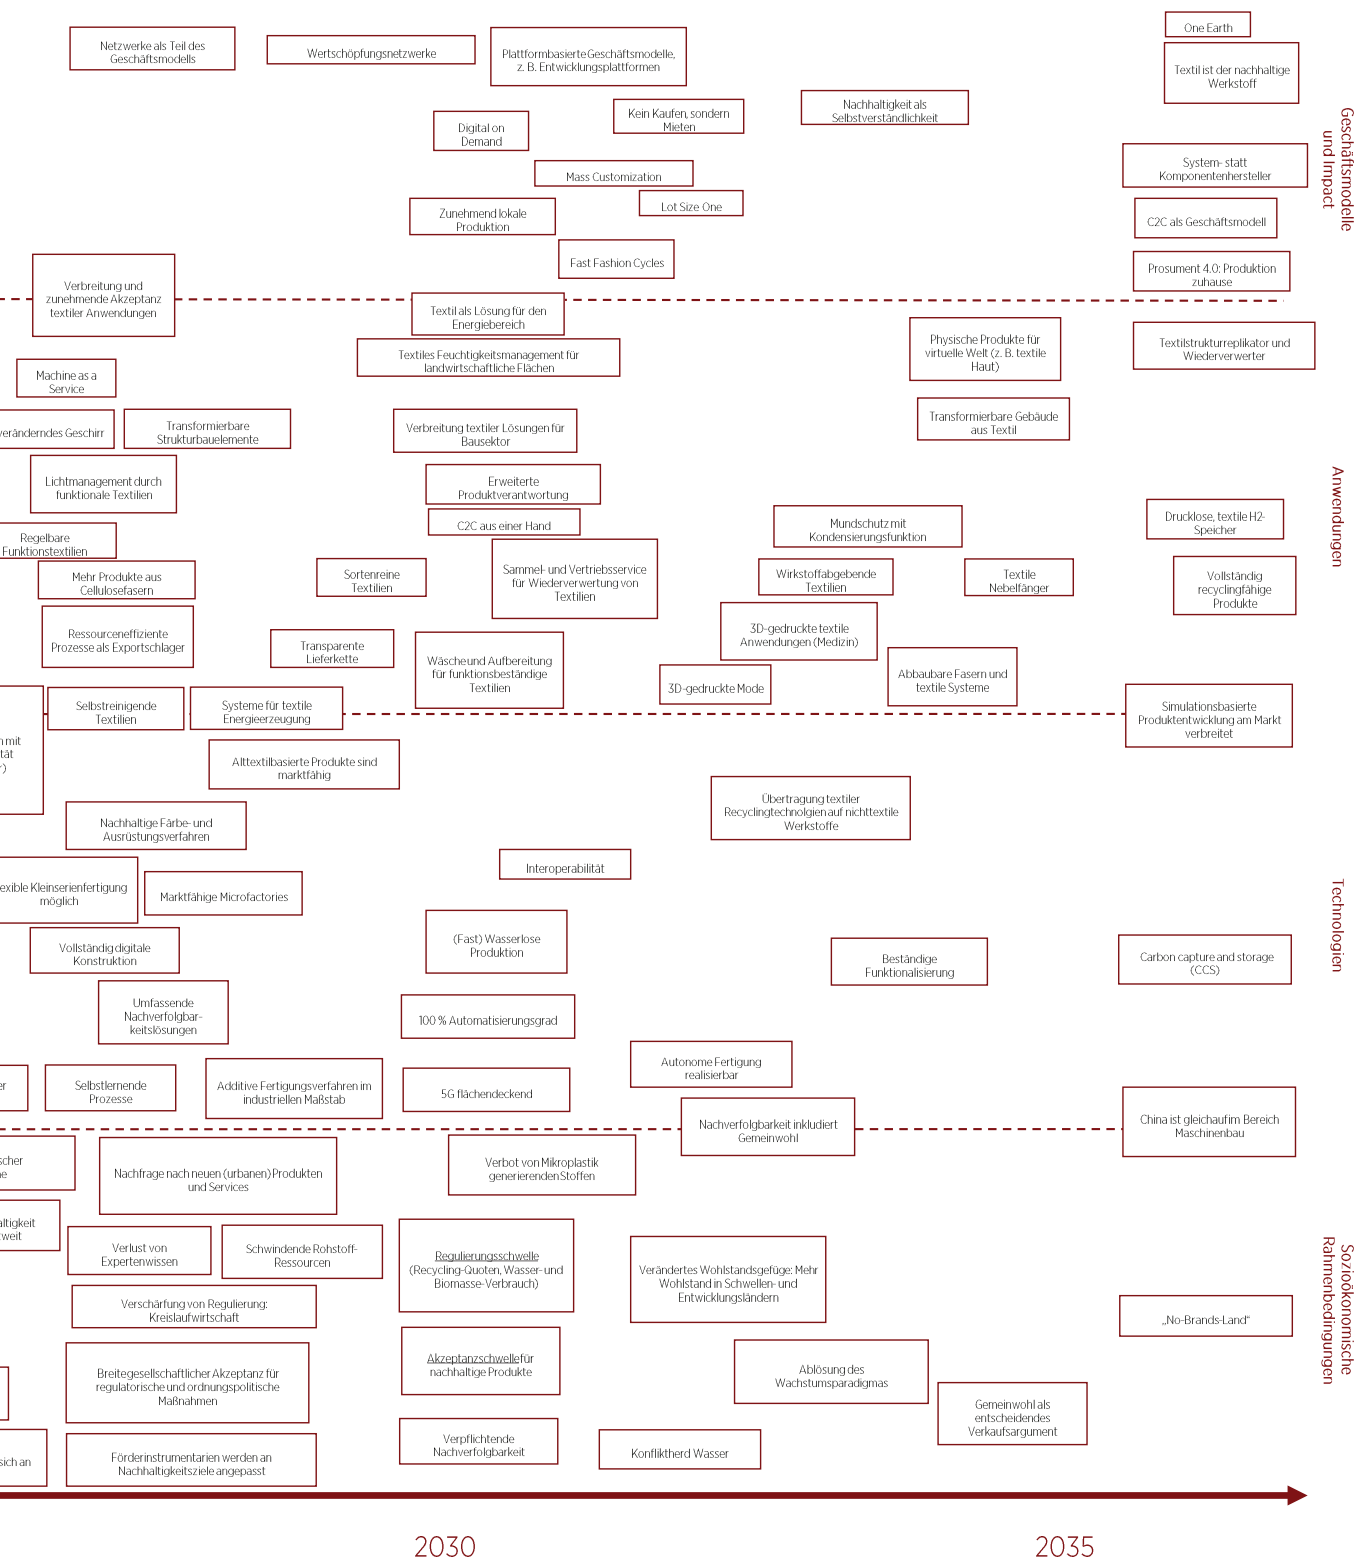 One Earth
Netzwerke als Teil des
Geschäftsmodells
Wertschöpfungsnetzwerke
Plattformbasierte Geschäftsmodelle,
z. B. Entwicklungsplattformen
Textil ist der nachhaltige
Werkstoff
Kein Kaufen, sondern
Mieten
Nachhaltigkeit als
Selbstverständlichkeit
Digital on
Demand
Mass Customization
System- statt
Komponentenhersteller
Lot Size One
Zunehmend lokale
Produktion
C2C als Geschäftsmodell
Fast Fashion Cycles
Prosument 4.0: Produktion
zuhause
Geschäftsmodelle
und Impact
Verbreitung und
zunehmende Akzeptanz
textiler Anwendungen
Textil als Lösung für den
Energiebereich
Physische Produkte für
virtuelle Welt (z. B. textile
Haut)
Textilstrukturreplikator und
Wiederverwerter
Textiles Feuchtigkeitsmanagement für
landwirtschaftliche Flächen
Machine as a
Service
veränderndes Geschirr
Transformierbare
Strukturbauelemente
Verbreitung textiler Lösungen für
Bausektor
Transformierbare Gebäude
aus Textil
Lichtmanagement durch
funktionale Textilien
Erweiterte
Produktverantwortung
Anwendungen
C2C aus einer Hand
Mundschutz mit
Kondensierungsfunktion
Drucklose, textile H2-
Speicher
Regelbare
Funktionstextilien
Mehr Produkte aus
Cellulosefasern
Sortenreine
Textilien
Sammel- und Vertriebsservice
für Wiederverwertung von
Textilien
Wirkstoffabgebende
Textilien
Textile
Nebelfänger
Vollständig
recyclingfähige
Produkte
Ressourceneffiziente
Prozesse als Exportschlager
Transparente
Lieferkette
3D-gedruckte textile
Anwendungen (Medizin)
Wäsche und Aufbereitung
für funktionsbeständige
Textilien
3D-gedruckte Mode
Abbaubare Fasern und
textile Systeme
Selbstreinigende
Textilien
Systeme für textile
Energieerzeugung
Simulationsbasierte
Produktentwicklung am Markt
verbreitet
n mit
tät
r)
Alttextilbasierte Produkte sind
marktfähig
Übertragung textiler
Recyclingtechnolgien auf nichttextile
Werkstoffe
Nachhaltige Färbe- und
Ausrüstungsverfahren
Interoperabilität
exible Kleinserienfertigung
möglich
Marktfähige Microfactories
Technologien
Vollständig digitale
Konstruktion
(Fast) Wasserlose
Produktion
Beständige
Funktionalisierung
Carbon capture and storage
(CCS)
Umfassende
Nachverfolgbar-
keitslösungen
100 % Automatisierungsgrad
Autonome Fertigung
realisierbar
er
Selbstlernende
Prozesse
Additive Fertigungsverfahren im
industriellen Maßstab
5G flächendeckend
Nachverfolgbarkeit inkludiert
Gemeinwohl
China ist gleichauf im Bereich
Maschinenbau
scher
ne
Nachfrage nach neuen (urbanen) Produkten
und Services
Verbot von Mikroplastik
generierenden Stoffen
altigkeit
tweit
Verlust von
Expertenwissen
Schwindende Rohstoff-
Ressourcen
Regulierungsschwelle
(Recycling-Quoten, Wasser- und
Biomasse-Verbrauch)
Verändertes Wohlstandsgefüge: Mehr
Wohlstand in Schwellen- und
Entwicklungsländern
Verschärfung von Regulierung:
Kreislaufwirtschaft
„No-Brands-Land“
Sozioökonomische
Rahmenbedingungen
Breite gesellschaftlicher Akzeptanz für
regulatorische und ordnungspolitische
Maßnahmen
Akzeptanzschwelle für
nachhaltige Produkte
Ablösung des
Wachstumsparadigmas
Gemeinwohl als
entscheidendes
Verkaufsargument
sich an
Förderinstrumentarien werden an
Nachhaltigkeitsziele angepasst
Verpflichtende
Nachverfolgbarkeit
Konfliktherd Wasser
2030
2035